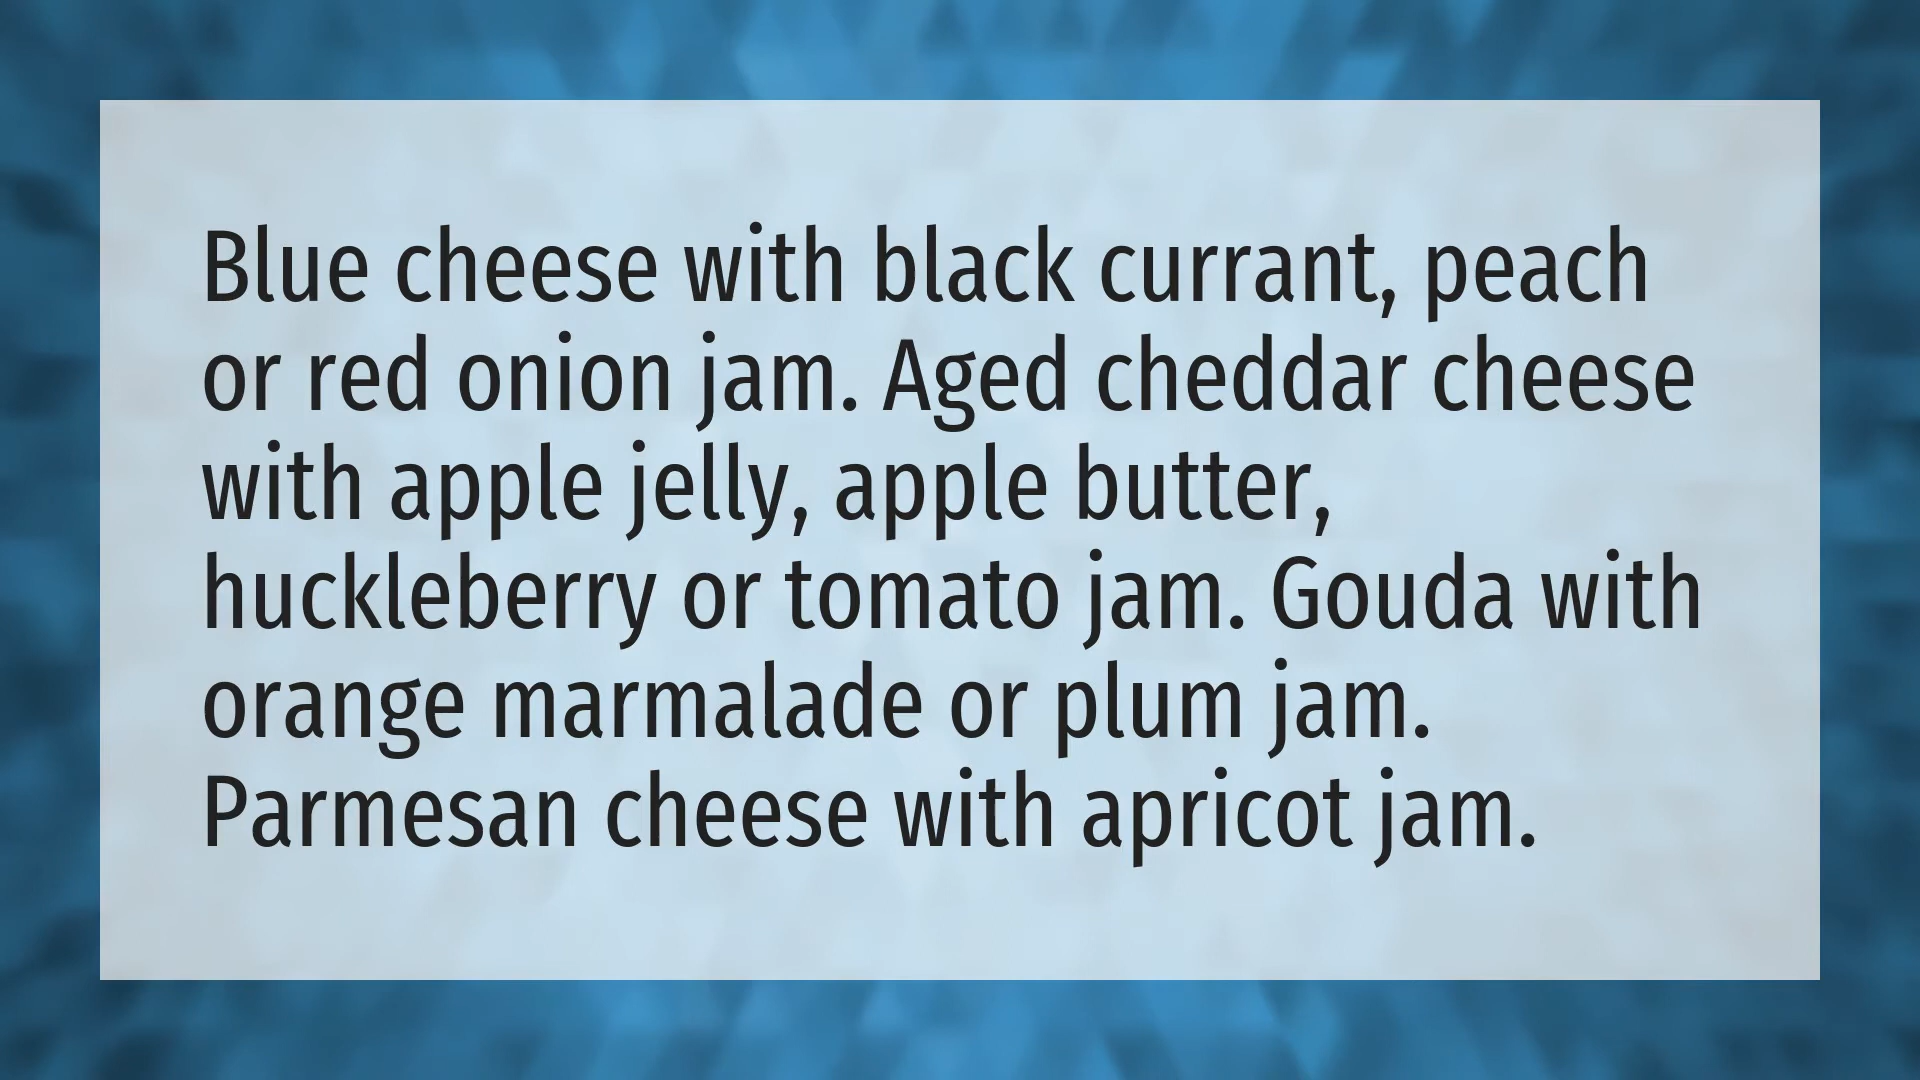 Blue cheese with black currant, peach
or red onion jam. Aged cheddar cheese
with apple jelly, apple butter,
huckleberry or tomato jam. Gouda with
orange marmalade or plum jam.
Parmesan cheese with apricot jam.